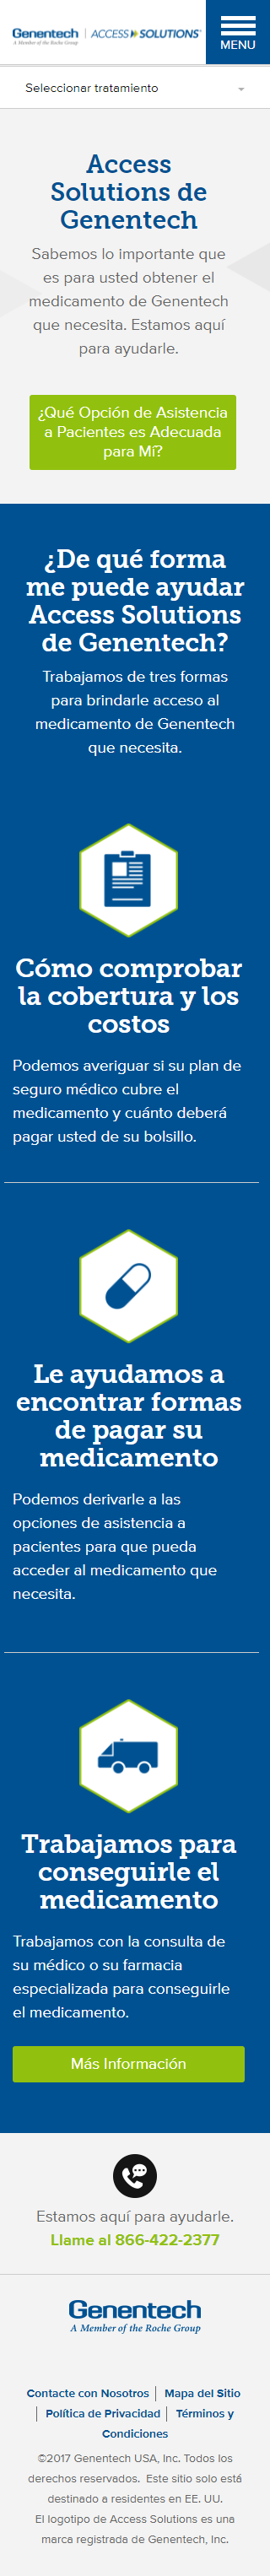 Genentech ACCESS SOLUTIONS
A Member of the Roche Group
MENU
Seleccionar tratamiento
Access
Solutions de
Genentech
Sabemos lo importante que
es para usted obtener el
medicamento de Genentech
que necesita. Estamos aquí
para ayudarle.
¿Qué Opción de Asistencia
a Pacientes es Adecuada
para Mí?
¿De qué forma
me puede ayudar
Access Solutions
de Genentech?
Trabajamos de tres formas
para brindarle acceso al
medicamento de Genentech
que necesita.
Cómo comprobar
la cobertura y los
costos
Podemos averiguar si su plan de
seguro médico cubre el
medicamento y cuánto deberá
pagar usted de su bolsillo.
Le ayudamos a
encontrar formas
de pagar su
medicamento
Podemos derivarle a las
opciones de asistencia a
pacientes para que pueda
acceder al medicamento que
necesita.
Trabajamos para
conseguirle el
medicamento
Trabajamos con la consulta de
su médico o su farmacia
especializada para conseguirle
el medicamento.
Más Información
Estamos aquí para ayudarle.
Llame al 866-422-2377
Genentech
A Member of the Roche Group
Contacte con Nosotros | Mapa del Sitio
| Política de Privacidad | Términos y
Condiciones
©2017 Genentech USA, Inc. Todos los
derechos reservados. Este sitio solo está
destinado a residentes en EE. UU.
El logotipo de Access Solutions es una
marca registrada de Genentech, Inc.